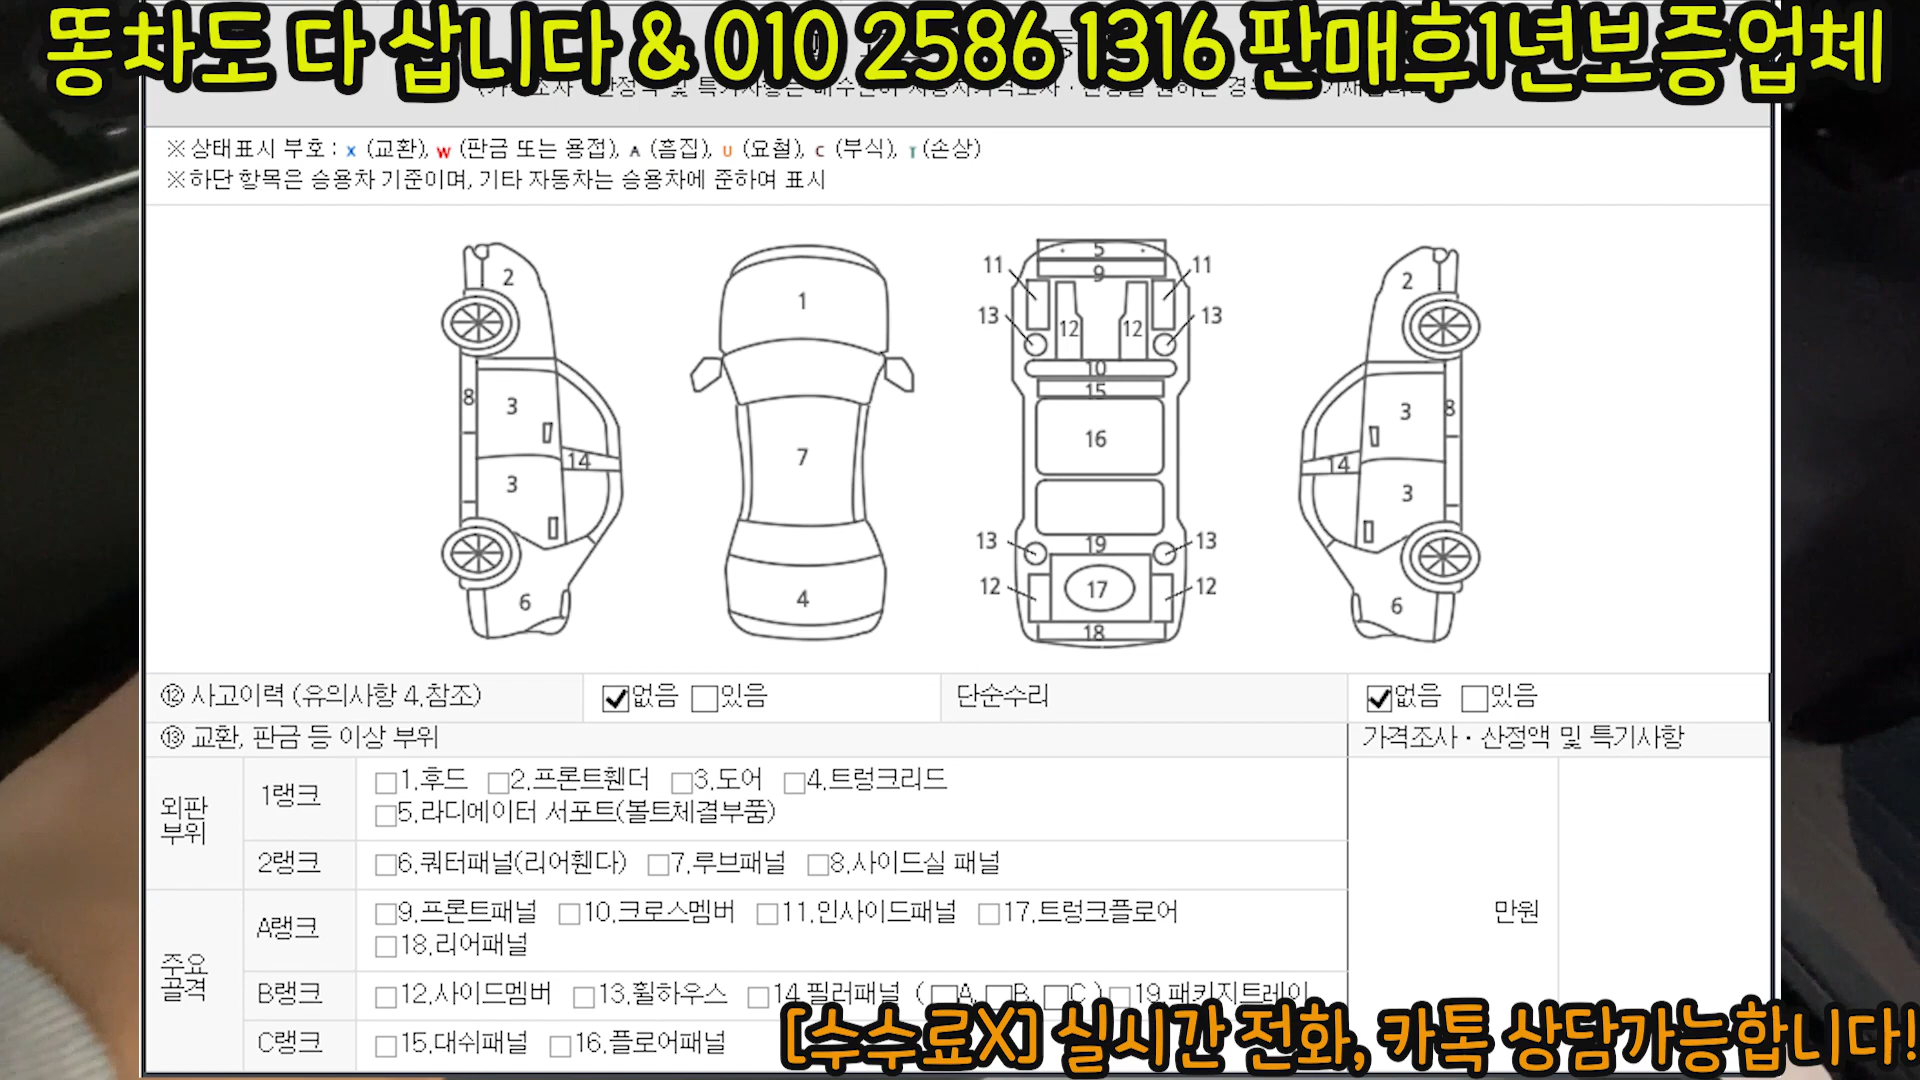 똥차도 다 삽니다 & 010 2586 1316 판매후1년보증업체
※ 상태표시 부호 : X (교환), W (판금 또는 용접), A (흠집), U (요철), C (부식), T (손상)
※ 하단 항목은 승용차 기준이며, 기타 자동차는 승용차에 준하여 표시
2 1 5 9 11 11 13 13 12 12 2
8 3 14 3 7 10 15 16 3 8 14 3
6 4 13 19 13 12 17 12 18 6
⑫ 사고이력 (유의사항 4.참조) 없음 있음 단순수리 없음 있음
⑬ 교환, 판금 등 이상 부위 가격조사 · 산정액 및 특기사항
외판부위 1랭크 1.후드 2.프론트휀더 3.도어 4.트렁크리드
5.라디에이터 서포트(볼트체결부품)
2랭크 6.쿼터패널(리어휀다) 7.루브패널 8.사이드실 패널
주요골격 A랭크 9.프론트패널 10.크로스멤버 11.인사이드패널 17.트렁크플로어
18.리어패널
만원
B랭크 12.사이드멤버 13.휠하우스 14.필러패널 ( A, B, C ) 19.패키지트레이
C랭크 15.대쉬패널 16.플로어패널
[수수료X] 실시간 전화, 카톡 상담가능합니다!